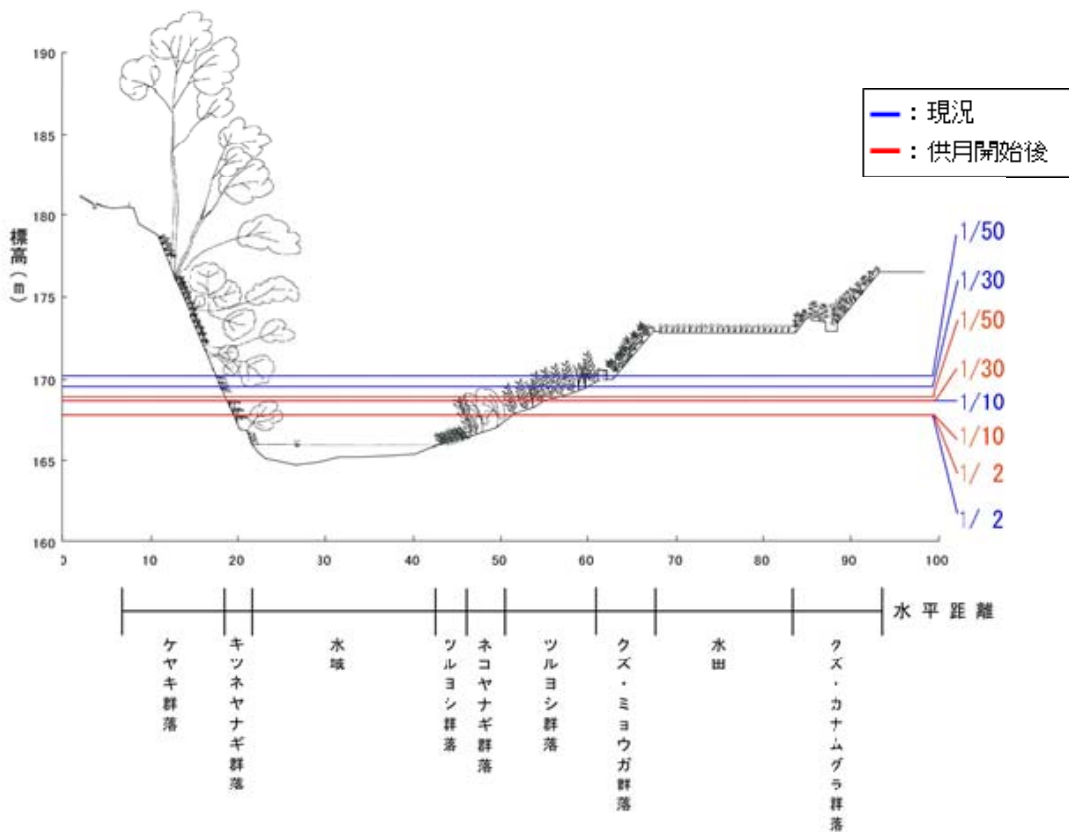 190
185
180
175
170
165
160
標高(m)
0
10
20
30
40
50
60
70
80
90
100
:現況
:供月開始後
1/50
1/30
1/50
1/30
1/10
1/10
1/ 2
1/ 2
水平距離
ケヤキ群落
キツネヤナギ群落
水域
ツルヨシ群落
ネコヤナギ群落
ツルヨシ群落
クズ・ミョウガ群落
水田
クズ・カナムグラ群落